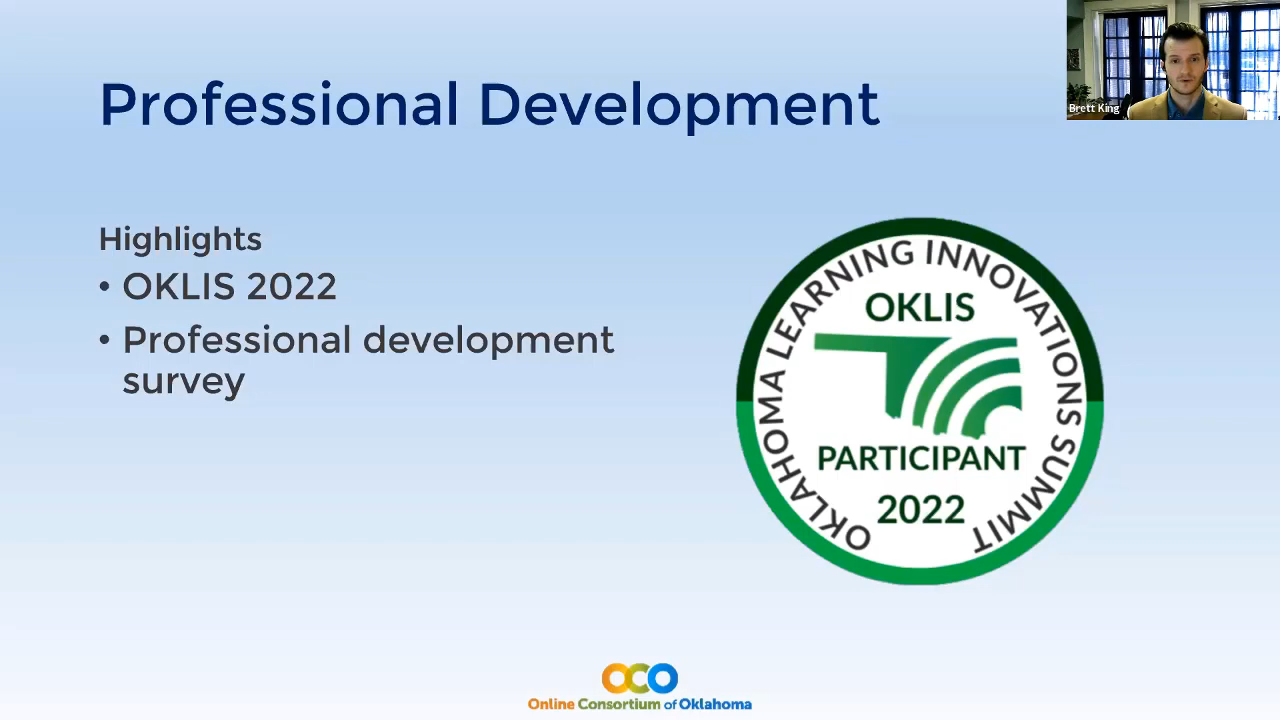 Professional Development
Brett King
Highlights
• OKLIS 2022
• Professional development
survey
OKLAHOMA LEARNING INNOVATIONS SUMMIT
OKLIS
PARTICIPANT
2022
OCO
Online Consortium of Oklahoma